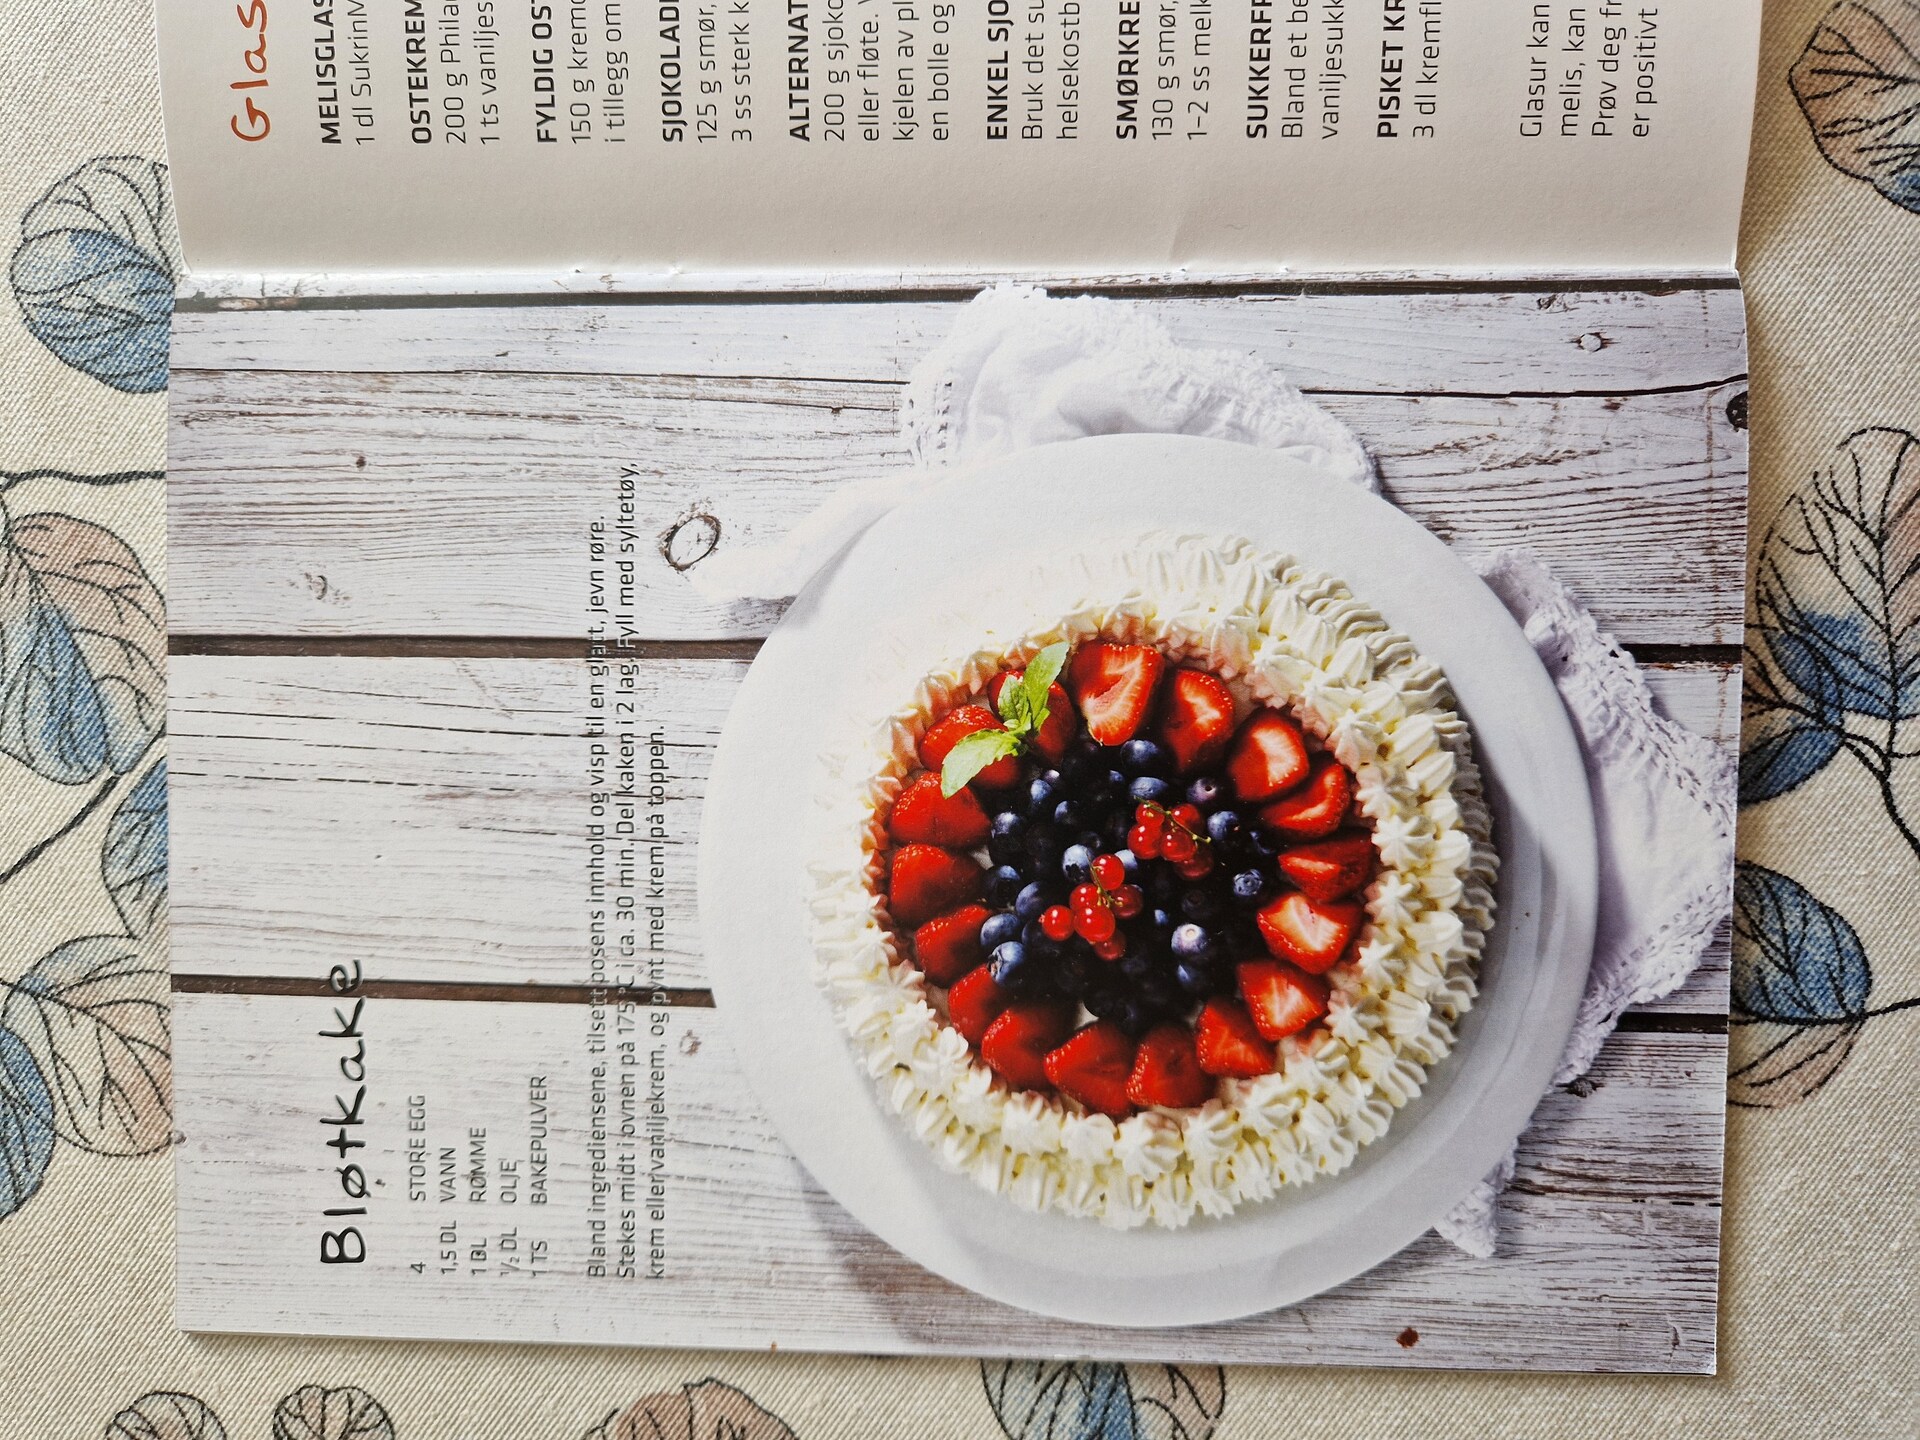 Bløtkake
4 STORE EGG
1,5 DL VANN
1 DL RØMME
½ DL OLJE
1 TS BAKEPULVER
Bland ingrediensene, tilsett posens innhold og visp til en glatt, jevn røre.
Stekes midt i ovnen på 175 °C i ca. 30 min. Del kaken i 2 lag. Fyll med syltetøy,
krem eller vaniljekrem, og pynt med krem på toppen.
Glas
MELISGLAS
1 dl SukrinM
OSTEKREM
200 g Phila
1 ts vaniljes
FYLDIG OST
150 g kremo
i tillegg om
SJOKOLAD
125 g smør,
3 ss sterk k
ALTERNAT
200 g sjoko
eller fløte. V
kjelen av pl
en bolle og
ENKEL SJO
Bruk det su
helsekostb
SMØRKRE
130 g smør,
1–2 ss melk
SUKKERFR
Bland et be
vaniljesukk
PISKET KR
3 dl kremfl
Glasur kan
melis, kan
Prøv deg fr
er positivt